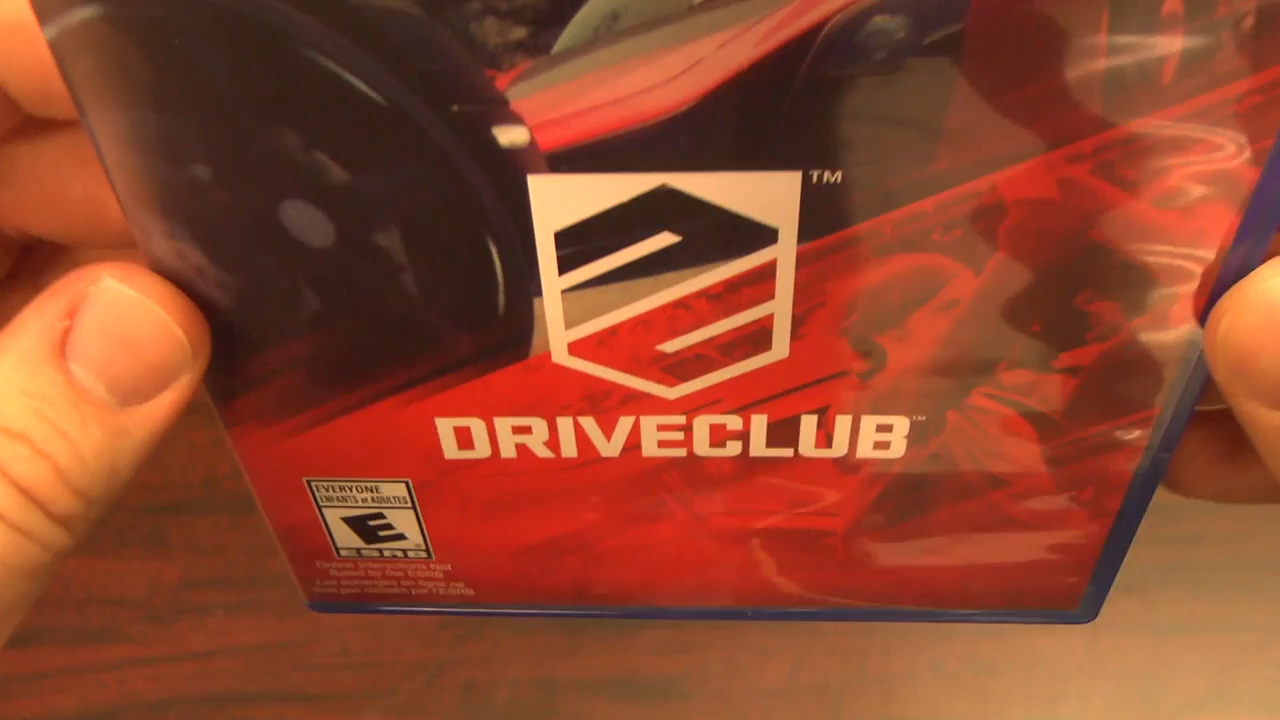 TM
DRIVECLUB™
EVERYONE
ENFANTS et ADULTES
E
ESRB
Online Interactions Not
Rated by the ESRB
Les échanges en ligne ne
sont pas classés par l'ESRB